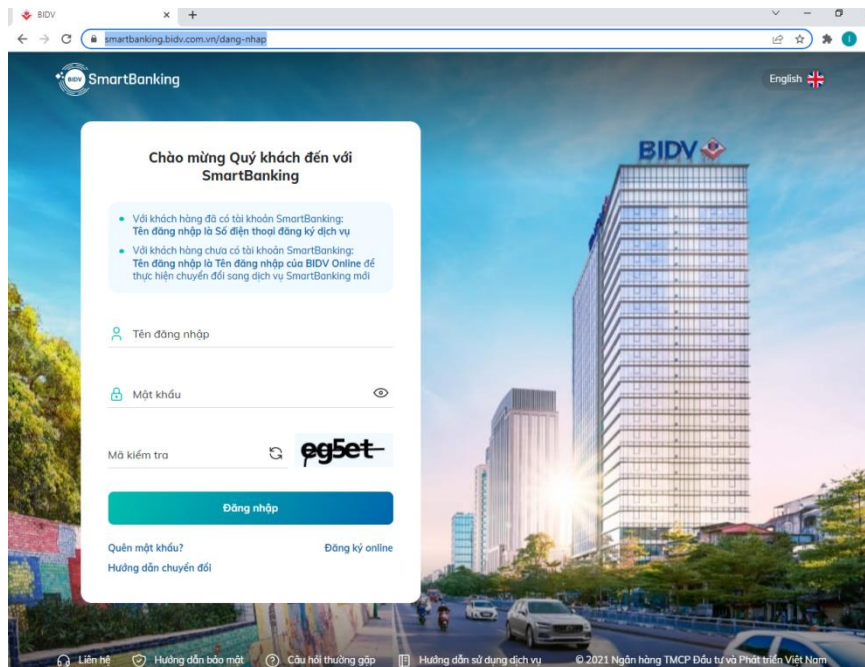 BIDV
smartbanking.bidv.com.vn/dang-nhap
BIDV SmartBanking
English
Chào mừng Quý khách đến với
SmartBanking
Với khách hàng đã có tài khoản SmartBanking:
Tên đăng nhập là Số điện thoại đăng ký dịch vụ
Với khách hàng chưa có tài khoản SmartBanking:
Tên đăng nhập là Tên đăng nhập của BIDV Online để
thực hiện chuyển đổi sang dịch vụ SmartBanking mới
Tên đăng nhập
Mật khẩu
Mã kiểm tra
eg5et
Đăng nhập
Quên mật khẩu? Đăng ký online
Hướng dẫn chuyển đổi
BIDV
Liên hệ Hướng dẫn bảo mật Câu hỏi thường gặp Hướng dẫn sử dụng dịch vụ © 2021 Ngân hàng TMCP Đầu tư và Phát triển Việt Nam